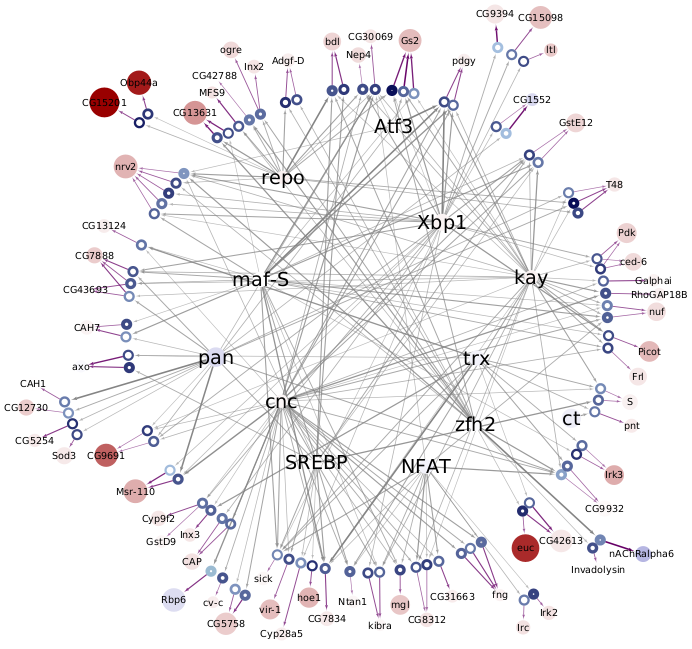 CG9394
CG15098
ltl
bdl
CG30069
Gs2
Nep4
ogre
Inx2
Adgf-D
pdgy
CG42788
MFS9
Obp44a
CG15201
CG13631
CG1552
GstE12
Atf3
repo
nrv2
T48
Xbp1
CG13124
Pdk
CG7888
ced-6
maf-S
kay
Galphai
CG43693
RhoGAP18B
nuf
CAH7
pan
trx
Picot
axo
Frl
CAH1
cnc
S
CG12730
ct
zfh2
pnt
CG5254
Sod3
CG9691
SREBP
NFAT
Irk3
Msr-110
CG9932
Cyp9f2
Inx3
GstD9
CG42613
euc
nAChRalpha6
CAP
Invadolysin
sick
Rbp6
cv-c
hoe1
Ntan1
mgl
CG31663
fng
vir-1
CG7834
CG8312
Irk2
CG5758
kibra
Irc
Cyp28a5